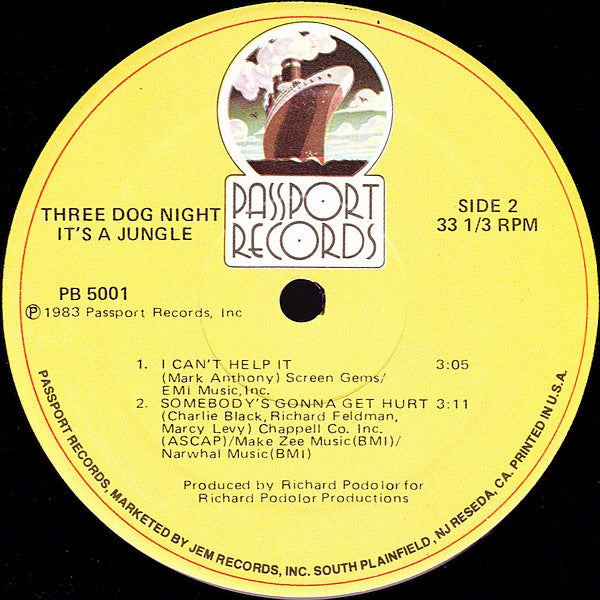 PASSPORT
RECORDS
THREE DOG NIGHT
IT'S A JUNGLE
SIDE 2
33 1/3 RPM
PB 5001
Ⓟ1983 Passport Records, Inc
1. I CAN'T HELP IT 3:05
(Mark Anthony) Screen Gems/
EMi Music, Inc.
2. SOMEBODY'S GONNA GET HURT 3:11
(Charlie Black, Richard Feldman,
Marcy Levy) Chappell Co. Inc.
(ASCAP)/Make Zee Music(BMI)/
Narwhal Music(BMI)
Produced by Richard Podolor for
Richard Podolor Productions
PASSPORT RECORDS, MARKETED BY JEM RECORDS, INC. SOUTH PLAINFIELD, NJ RESEDA, CA. PRINTED IN U.S.A.